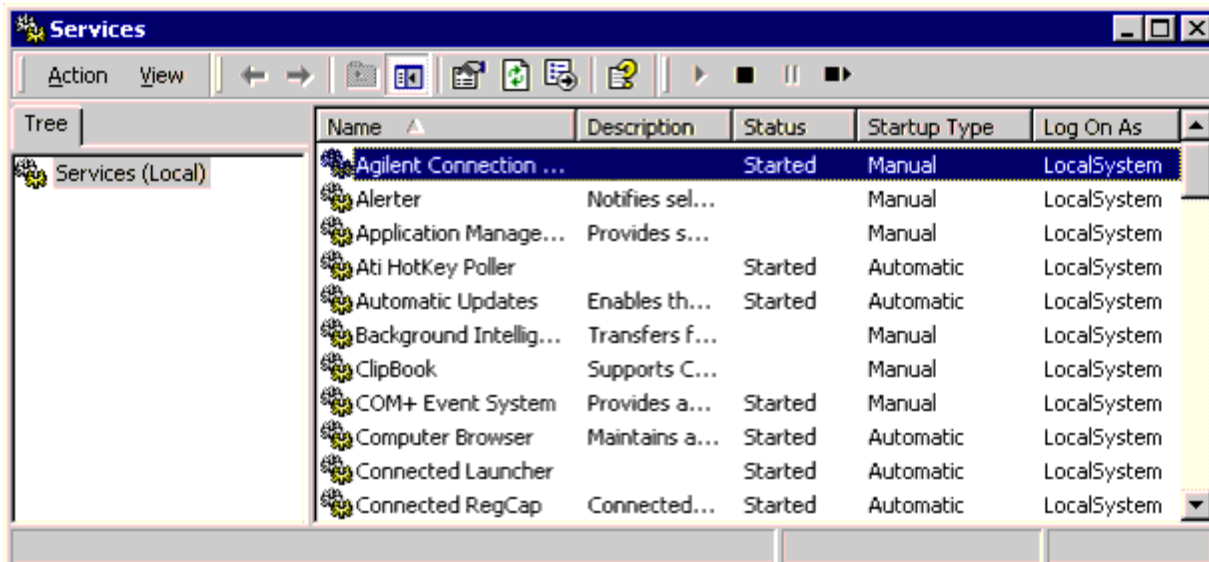 Services
Action View
Tree
Services (Local)
Name Description Status Startup Type Log On As
Agilent Connection ... Started Manual LocalSystem
Alerter Notifies sel... Manual LocalSystem
Application Manage... Provides s... Manual LocalSystem
Ati HotKey Poller Started Automatic LocalSystem
Automatic Updates Enables th... Started Automatic LocalSystem
Background Intellig... Transfers f... Manual LocalSystem
ClipBook Supports C... Manual LocalSystem
COM+ Event System Provides a... Started Manual LocalSystem
Computer Browser Maintains a... Started Automatic LocalSystem
Connected Launcher Started Automatic LocalSystem
Connected RegCap Connected... Started Automatic LocalSystem